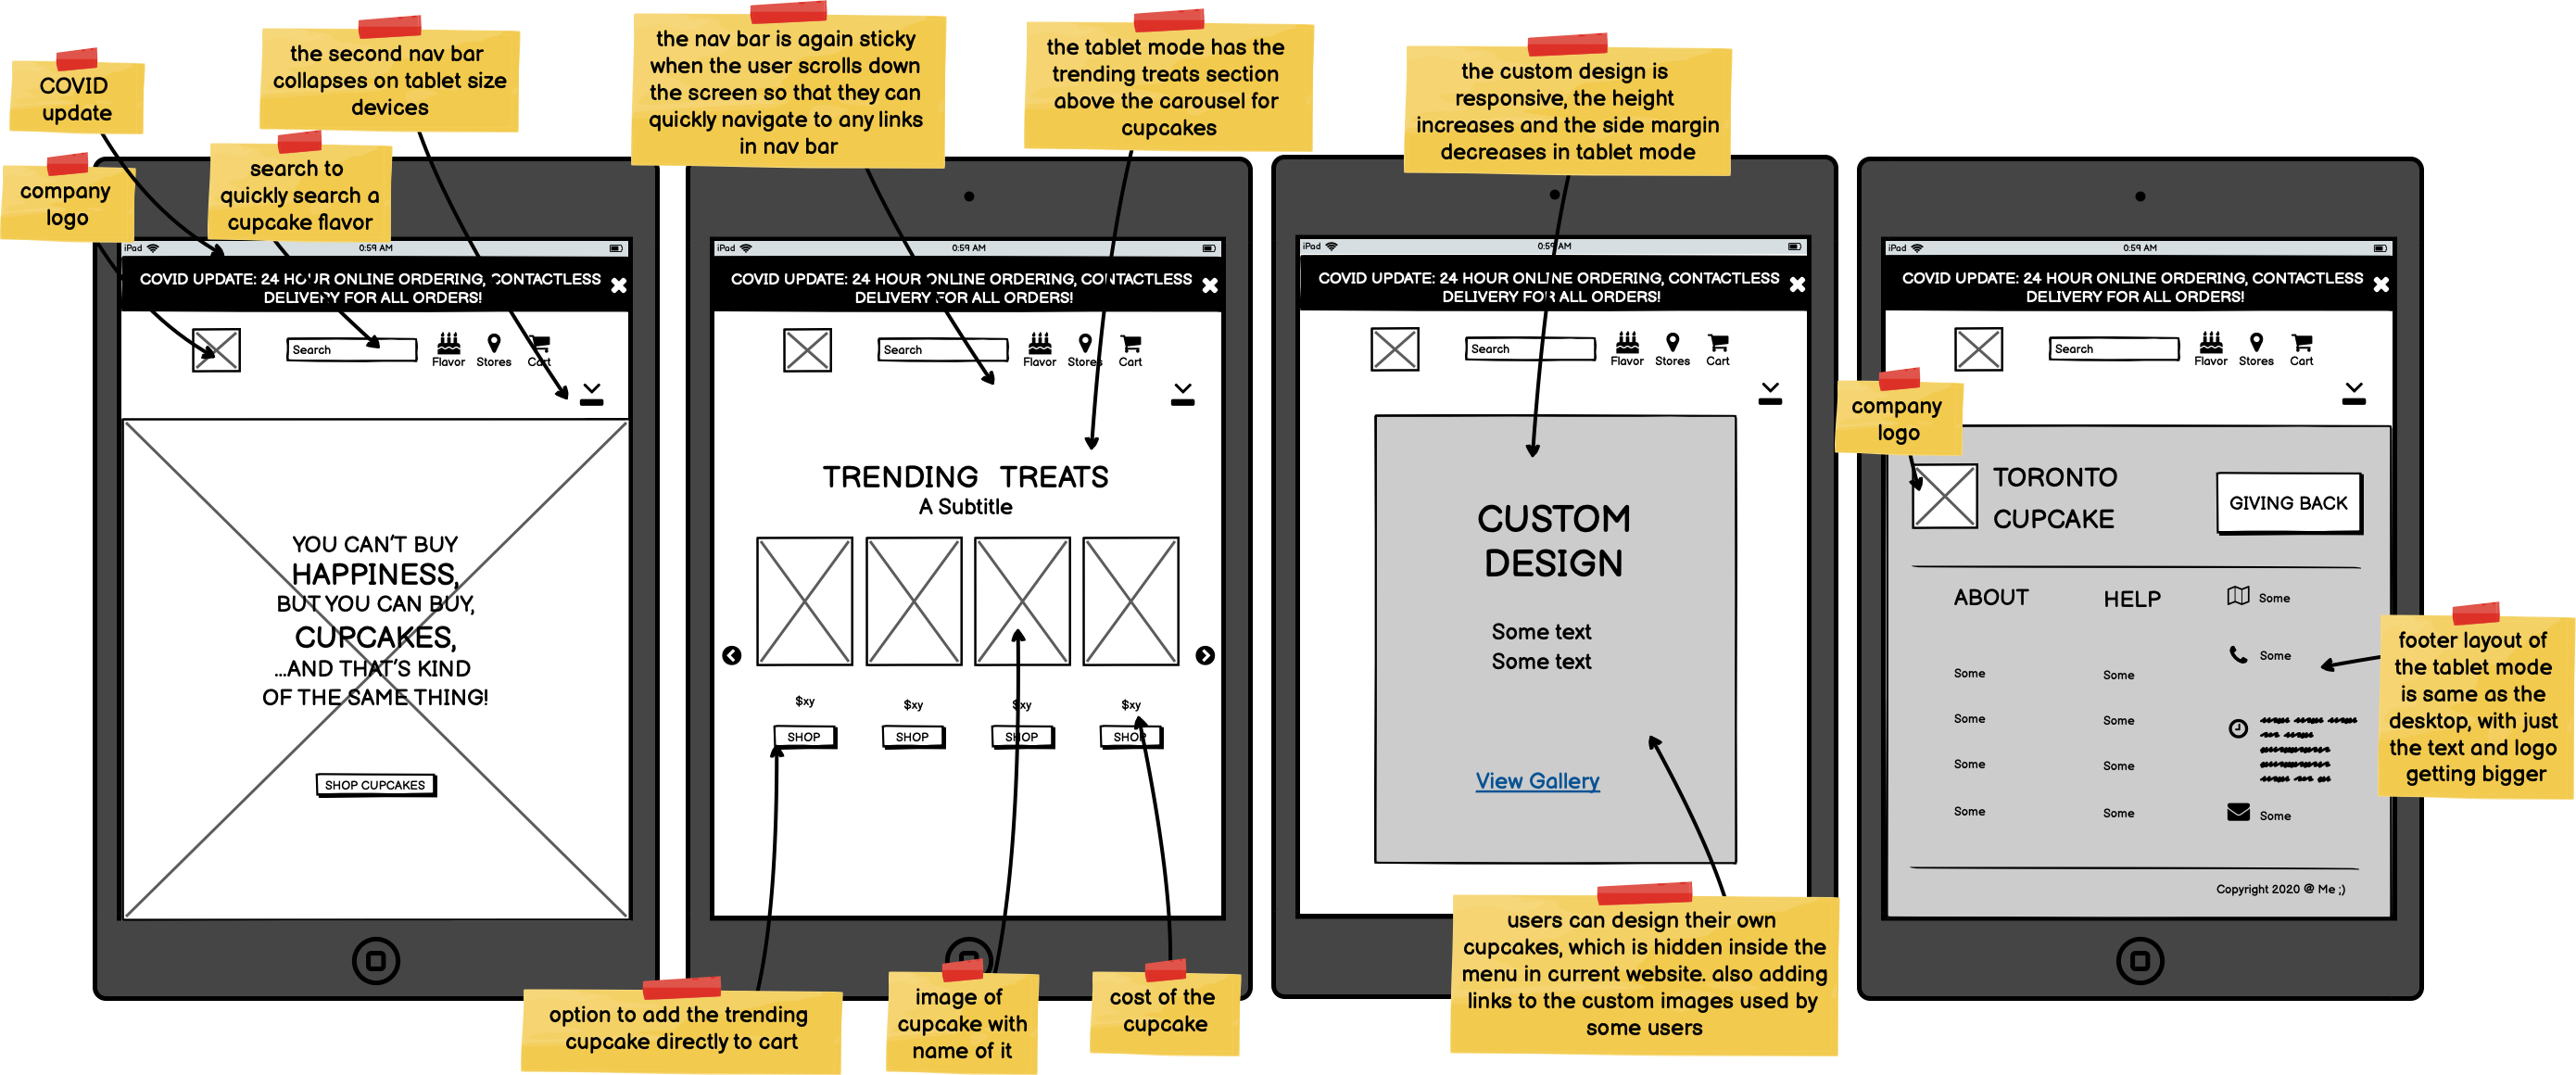 COVID
update
company
logo
the second nav bar
collapses on tablet size
devices
search to
quickly search a
cupcake flavor
iPad
0:59 AM
COVID UPDATE: 24 HOUR ONLINE ORDERING, CONTACTLESS
DELIVERY FOR ALL ORDERS!
Search
Flavor Stores Cart
YOU CAN'T BUY
HAPPINESS,
BUT YOU CAN BUY,
CUPCAKES,
...AND THAT'S KIND
OF THE SAME THING!
SHOP CUPCAKES
the nav bar is again sticky
when the user scrolls down
the screen so that they can
quickly navigate to any links
in nav bar
the tablet mode has the
trending treats section
above the carousel for
cupcakes
iPad
0:59 AM
COVID UPDATE: 24 HOUR ONLINE ORDERING, CONTACTLESS
DELIVERY FOR ALL ORDERS!
Search
Flavor Stores Cart
TRENDING TREATS
A Subtitle
$xy $xy $xy $xy
SHOP SHOP SHOP SHOP
option to add the trending
cupcake directly to cart
image of
cupcake with
name of it
cost of the
cupcake
the custom design is
responsive, the height
increases and the side margin
decreases in tablet mode
iPad
0:59 AM
COVID UPDATE: 24 HOUR ONLINE ORDERING, CONTACTLESS
DELIVERY FOR ALL ORDERS!
Search
Flavor Stores Cart
CUSTOM
DESIGN
Some text
Some text
View Gallery
users can design their own
cupcakes, which is hidden inside the
menu in current website. also adding
links to the custom images used by
some users
iPad
0:59 AM
COVID UPDATE: 24 HOUR ONLINE ORDERING, CONTACTLESS
DELIVERY FOR ALL ORDERS!
Search
Flavor Stores Cart
company
logo
TORONTO
CUPCAKE
GIVING BACK
ABOUT
Some
Some
Some
Some
HELP
Some
Some
Some
Some
Some
Some
Some
Copyright 2020 @ Me ;)
footer layout of
the tablet mode
is same as the
desktop, with just
the text and logo
getting bigger